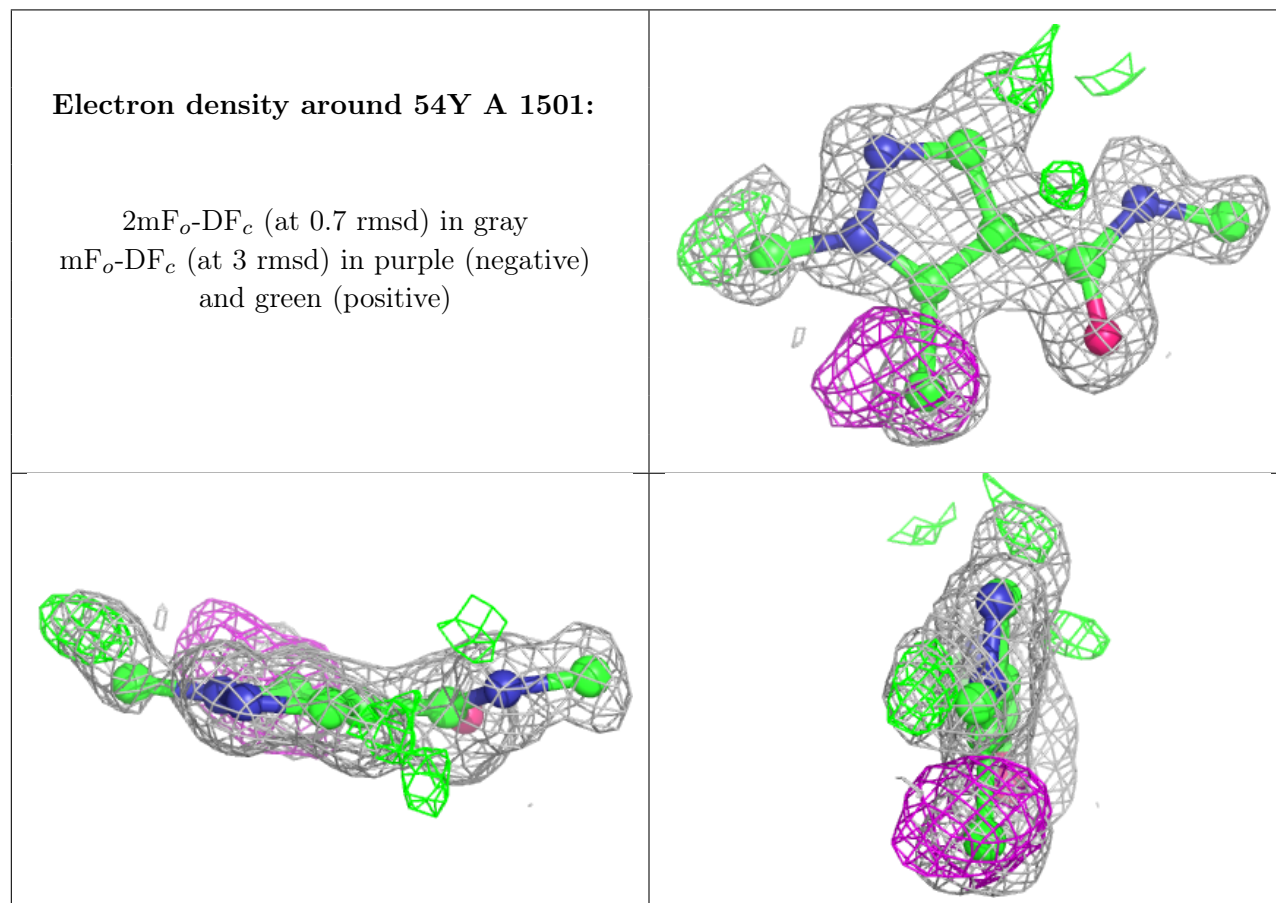 Electron density around 54Y A 1501:
2mFₒ-DF𝒸 (at 0.7 rmsd) in gray
mFₒ-DF𝒸 (at 3 rmsd) in purple (negative)
and green (positive)